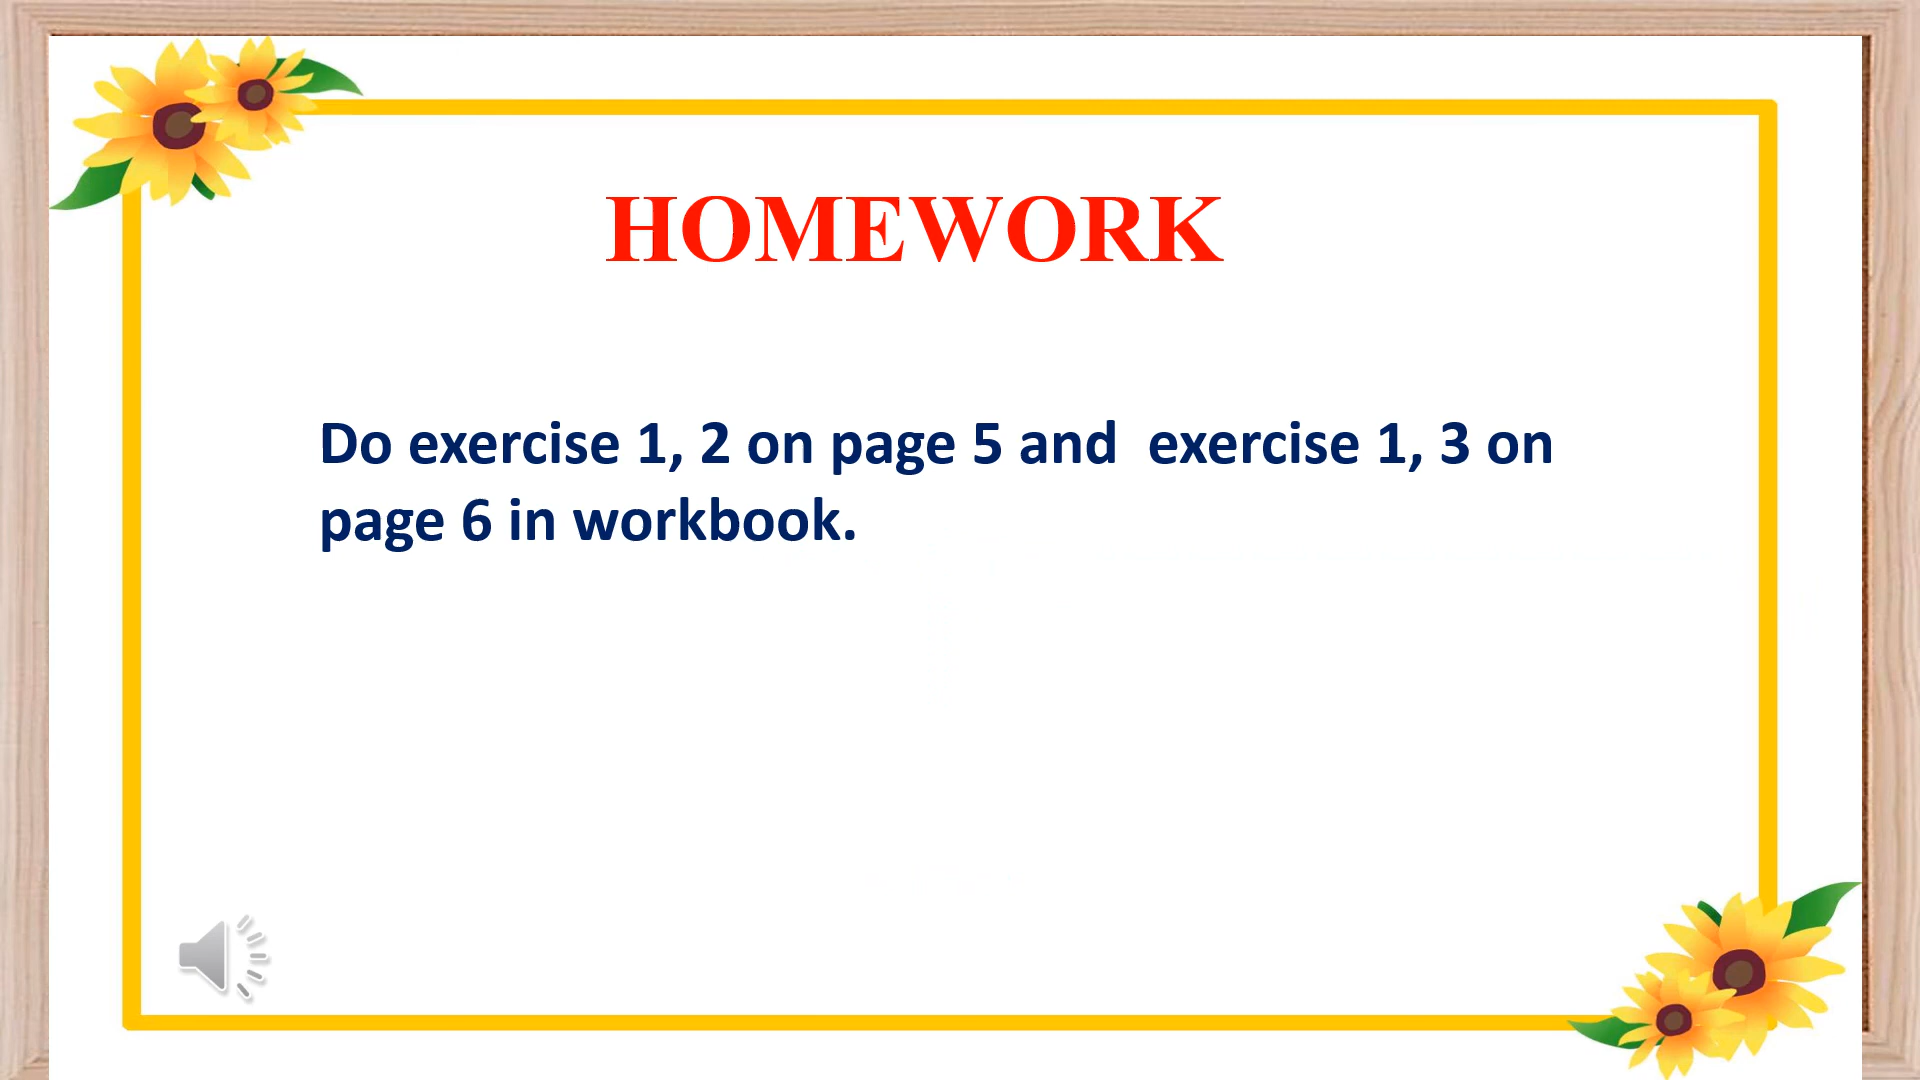 HOMEWORK
Do exercise 1, 2 on page 5 and  exercise 1, 3 on
page 6 in workbook.